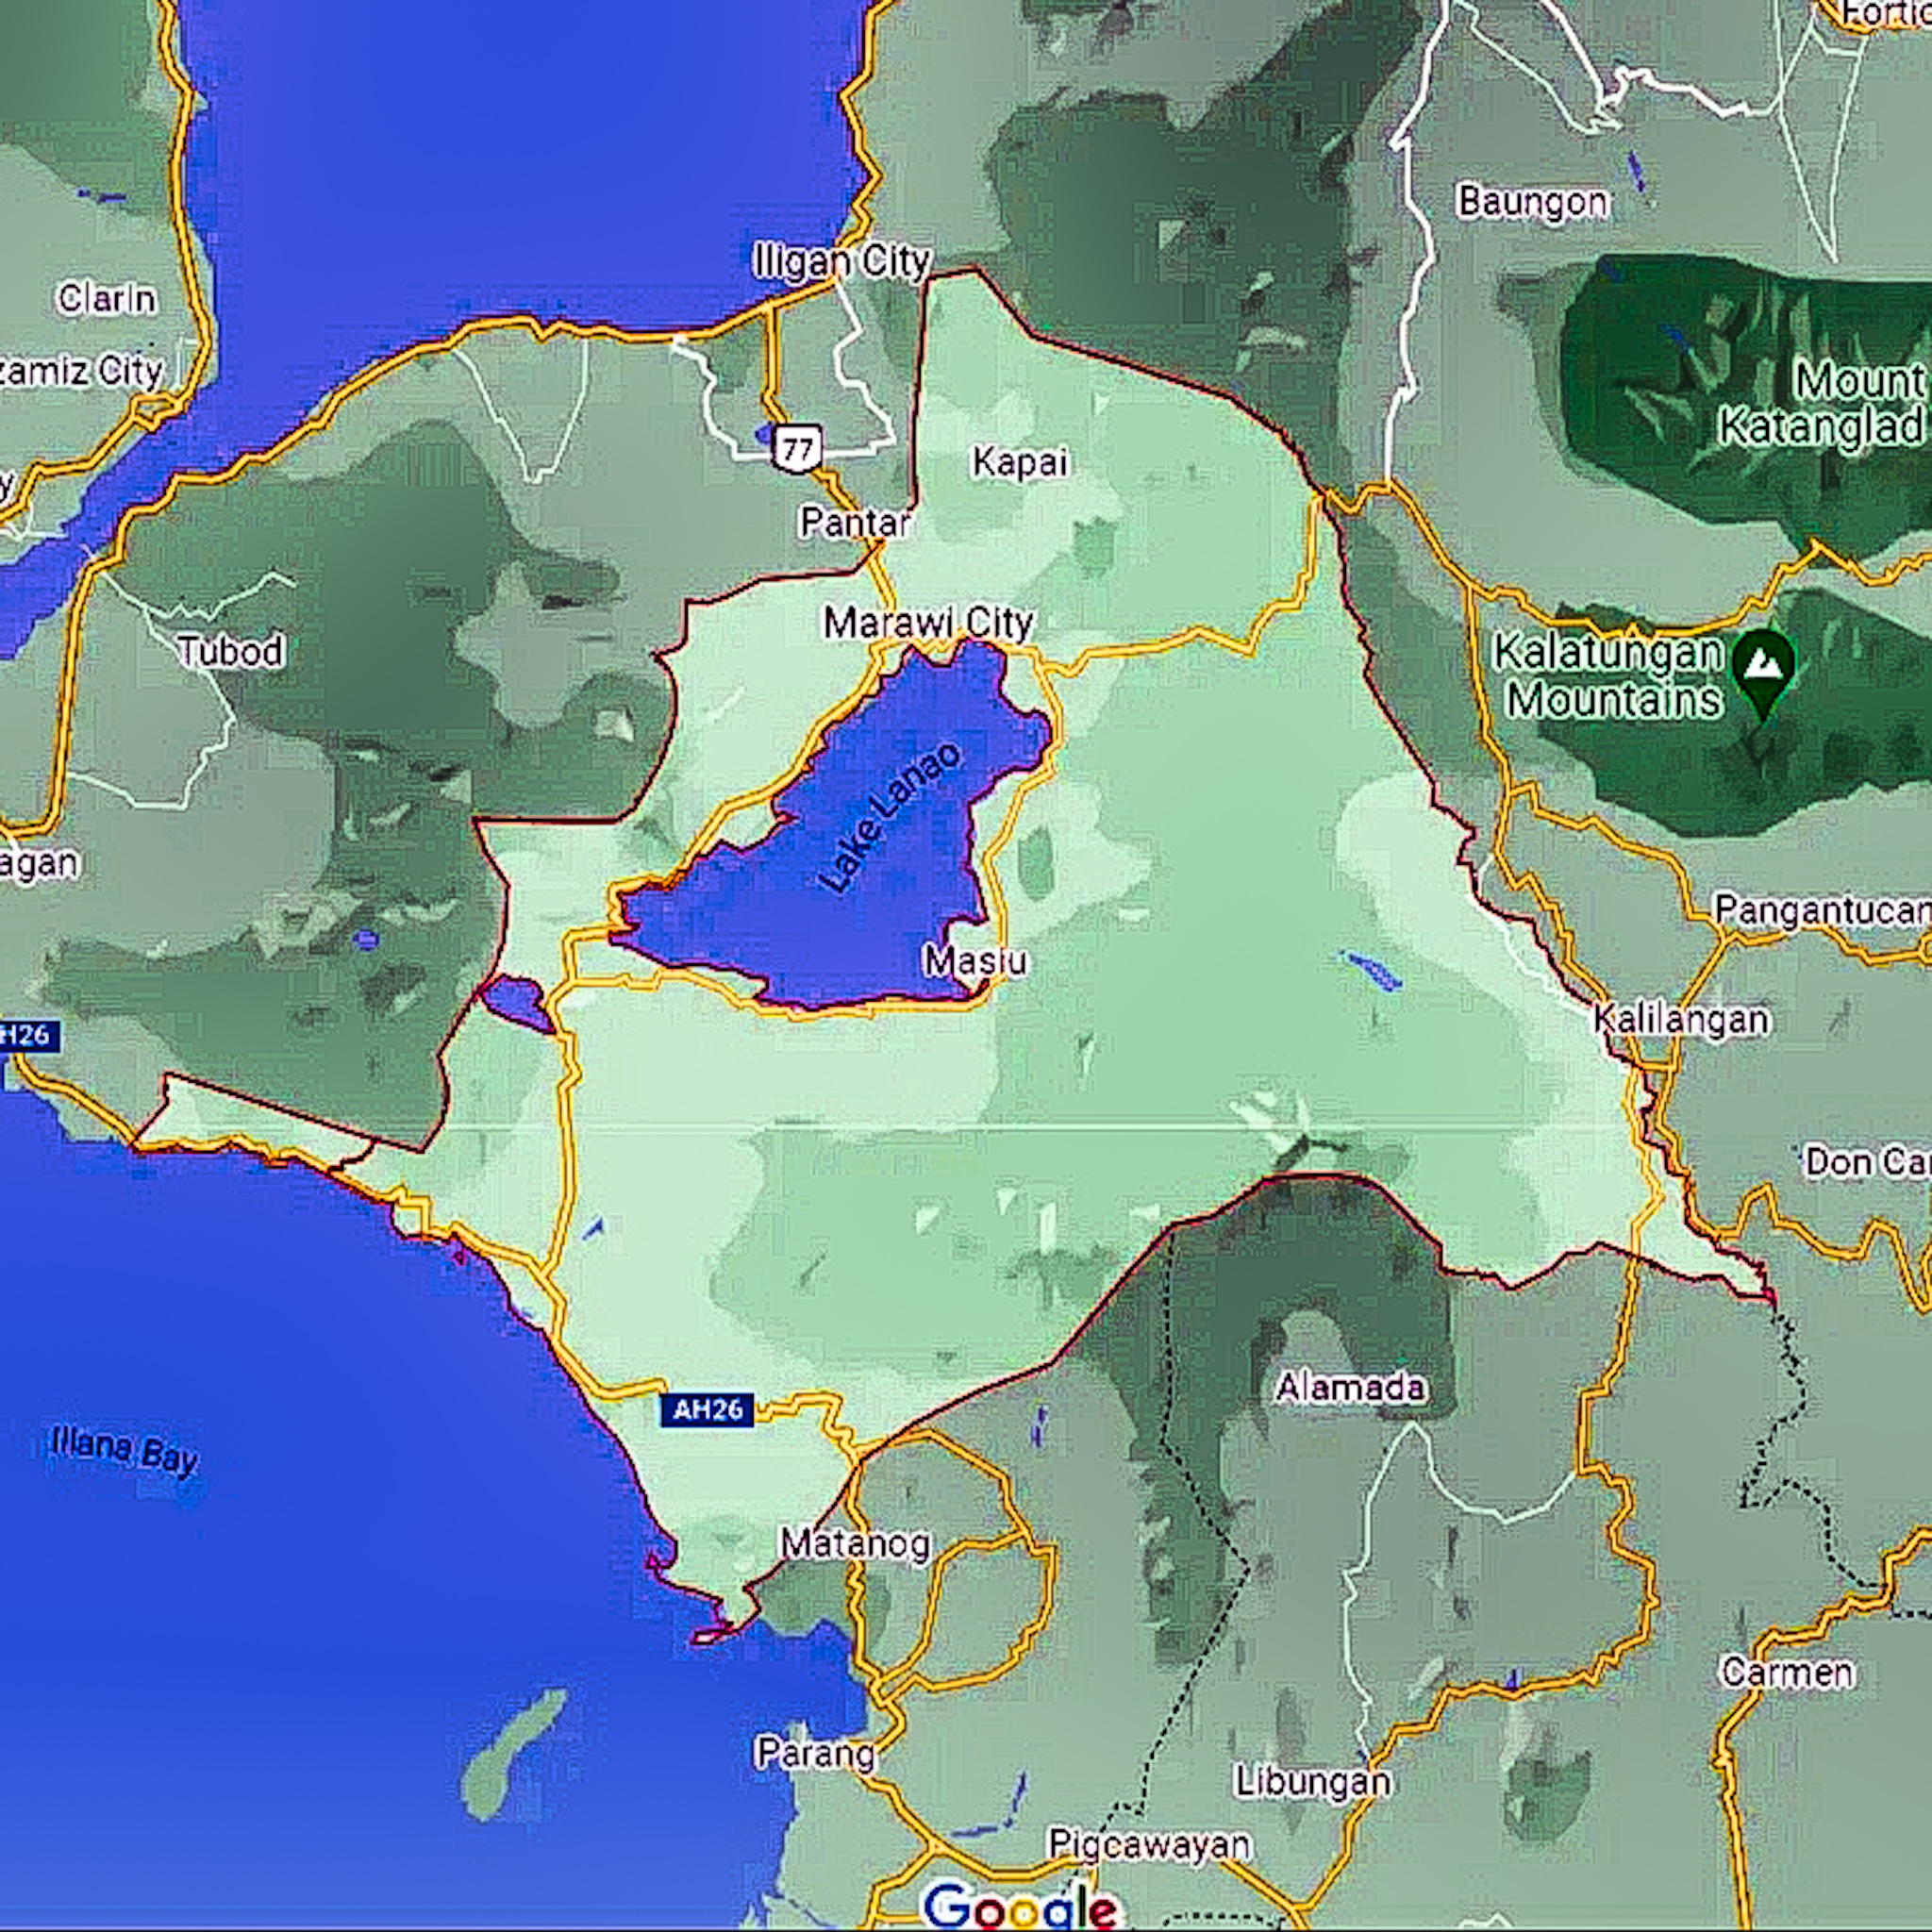 Baungon
Iligan City
Clarin
zamiz City
Mount
Katanglad
77
Kapai
y
Pantar
Marawi City
Tubod
Kalatungan
Mountains
Lake Lanao
agan
Pangantucan
Masiu
Kalilangan
H26
Don Ca
Alamada
AH26
Illana Bay
Matanog
Carmen
Parang
Libungan
Pigcawayan
Google